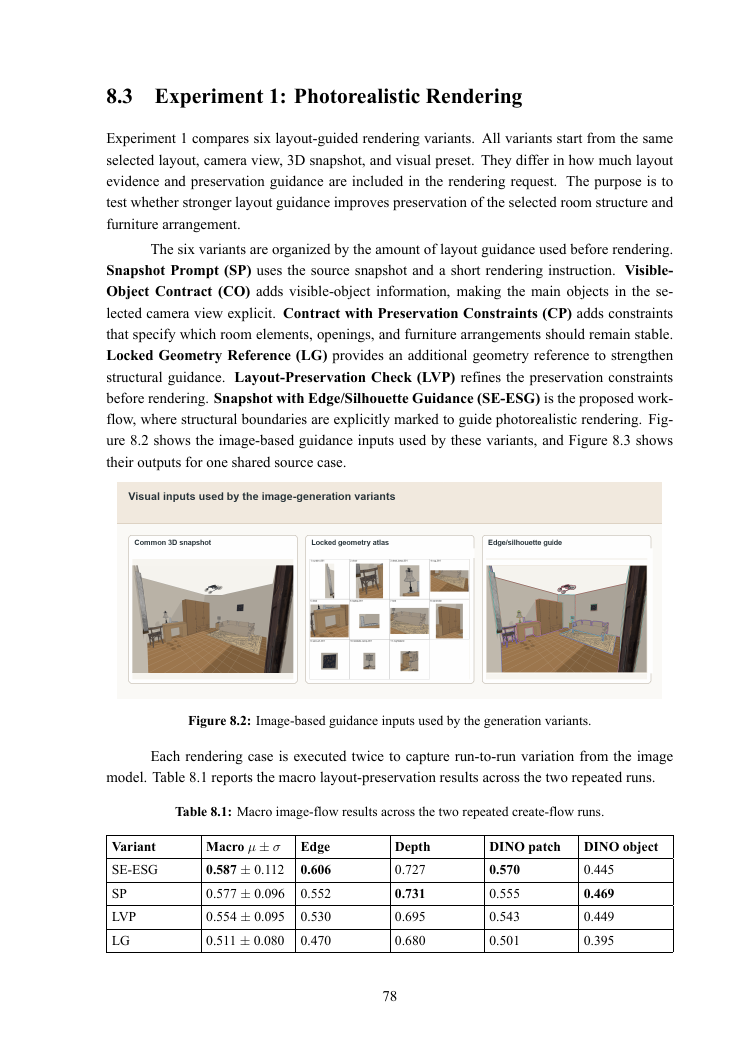 8.3 Experiment 1: Photorealistic Rendering
Experiment 1 compares six layout-guided rendering variants. All variants start from the same
selected layout, camera view, 3D snapshot, and visual preset. They differ in how much layout
evidence and preservation guidance are included in the rendering request. The purpose is to
test whether stronger layout guidance improves preservation of the selected room structure and
furniture arrangement.
The six variants are organized by the amount of layout guidance used before rendering.
Snapshot Prompt (SP) uses the source snapshot and a short rendering instruction. Visible-
Object Contract (CO) adds visible-object information, making the main objects in the se-
lected camera view explicit. Contract with Preservation Constraints (CP) adds constraints
that specify which room elements, openings, and furniture arrangements should remain stable.
Locked Geometry Reference (LG) provides an additional geometry reference to strengthen
structural guidance. Layout-Preservation Check (LVP) refines the preservation constraints
before rendering. Snapshot with Edge/Silhouette Guidance (SE-ESG) is the proposed work-
flow, where structural boundaries are explicitly marked to guide photorealistic rendering. Fig-
ure 8.2 shows the image-based guidance inputs used by these variants, and Figure 8.3 shows
their outputs for one shared source case.
Visual inputs used by the image-generation variants
Common 3D snapshot
Locked geometry atlas
Edge/silhouette guide
Figure 8.2: Image-based guidance inputs used by the generation variants.
Each rendering case is executed twice to capture run-to-run variation from the image
model. Table 8.1 reports the macro layout-preservation results across the two repeated runs.
Table 8.1: Macro image-flow results across the two repeated create-flow runs.
Variant Macro μ ± σ Edge Depth DINO patch DINO object
SE-ESG 0.587 ± 0.112 0.606 0.727 0.570 0.445
SP 0.577 ± 0.096 0.552 0.731 0.555 0.469
LVP 0.554 ± 0.095 0.530 0.695 0.543 0.449
LG 0.511 ± 0.080 0.470 0.680 0.501 0.395
78